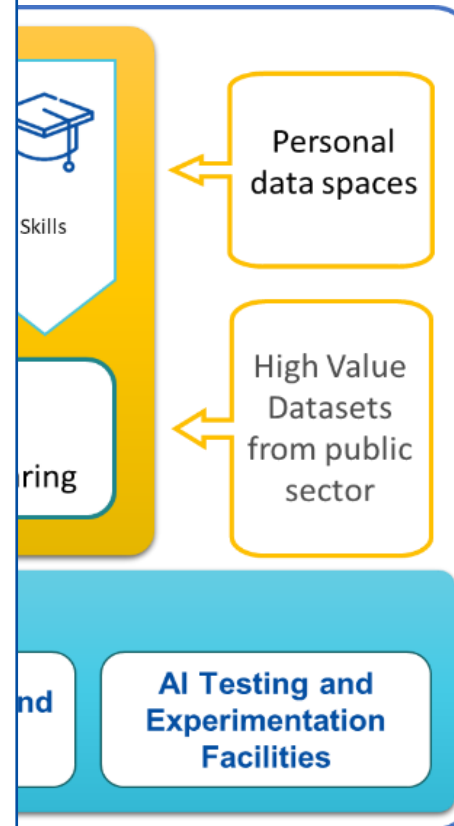 Personal
data spaces
Skills
High Value
Datasets
from public
sector
ring
nd
AI Testing and
Experimentation
Facilities